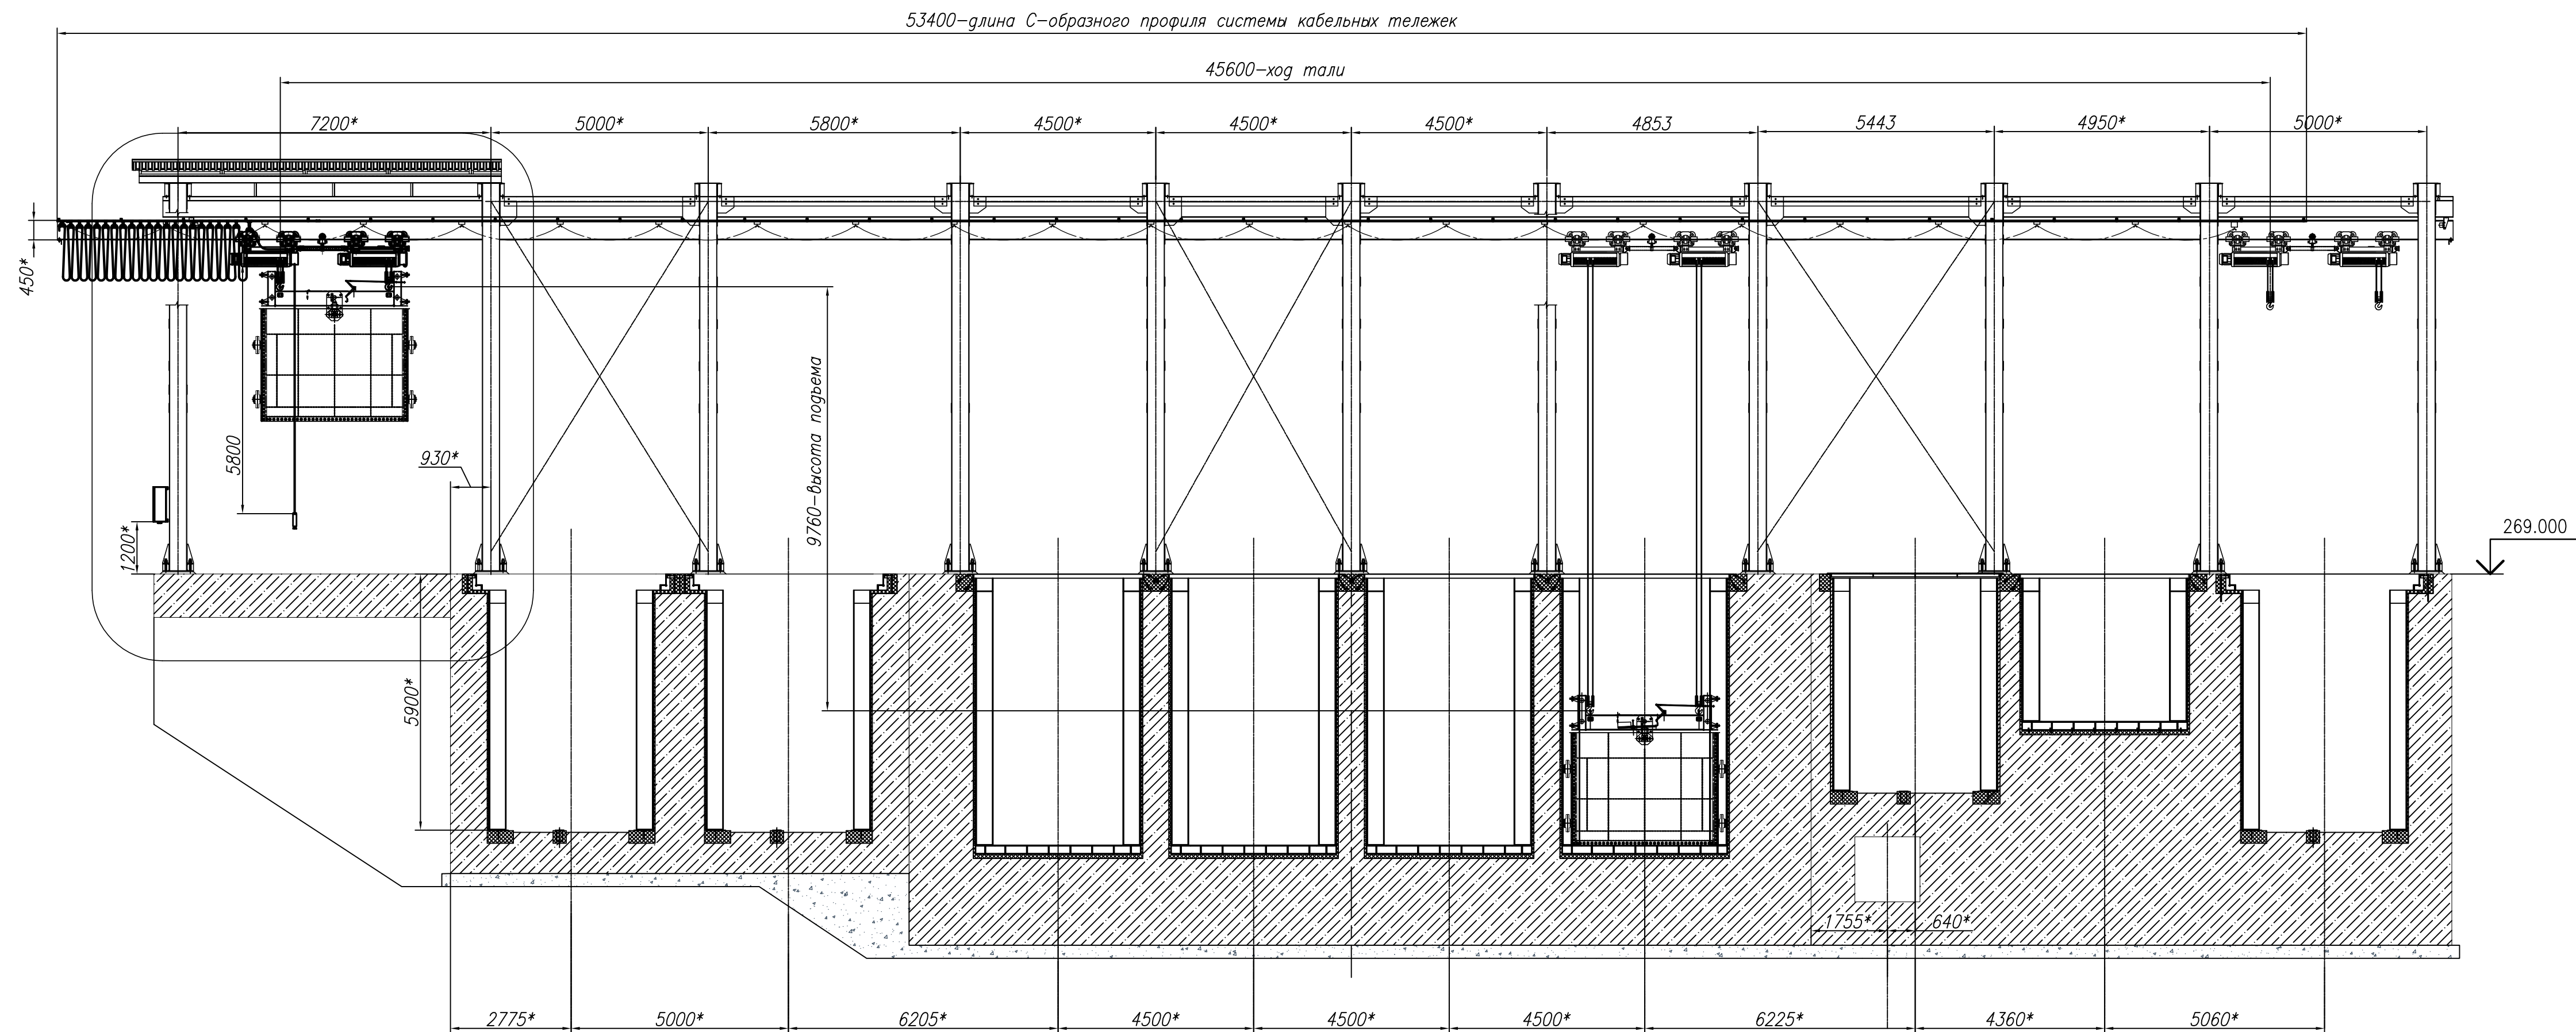 53400-длина С-образного профиля системы кабельных тележек
45600-ход тали
7200* 5000* 5800* 4500* 4500* 4500* 4853 5443 4950* 5000*
450*
9760-высота подъема
5800
930*
1200*
269.000
5900*
1755* 640*
2775* 5000* 6205* 4500* 4500* 4500* 6225* 4360* 5060*